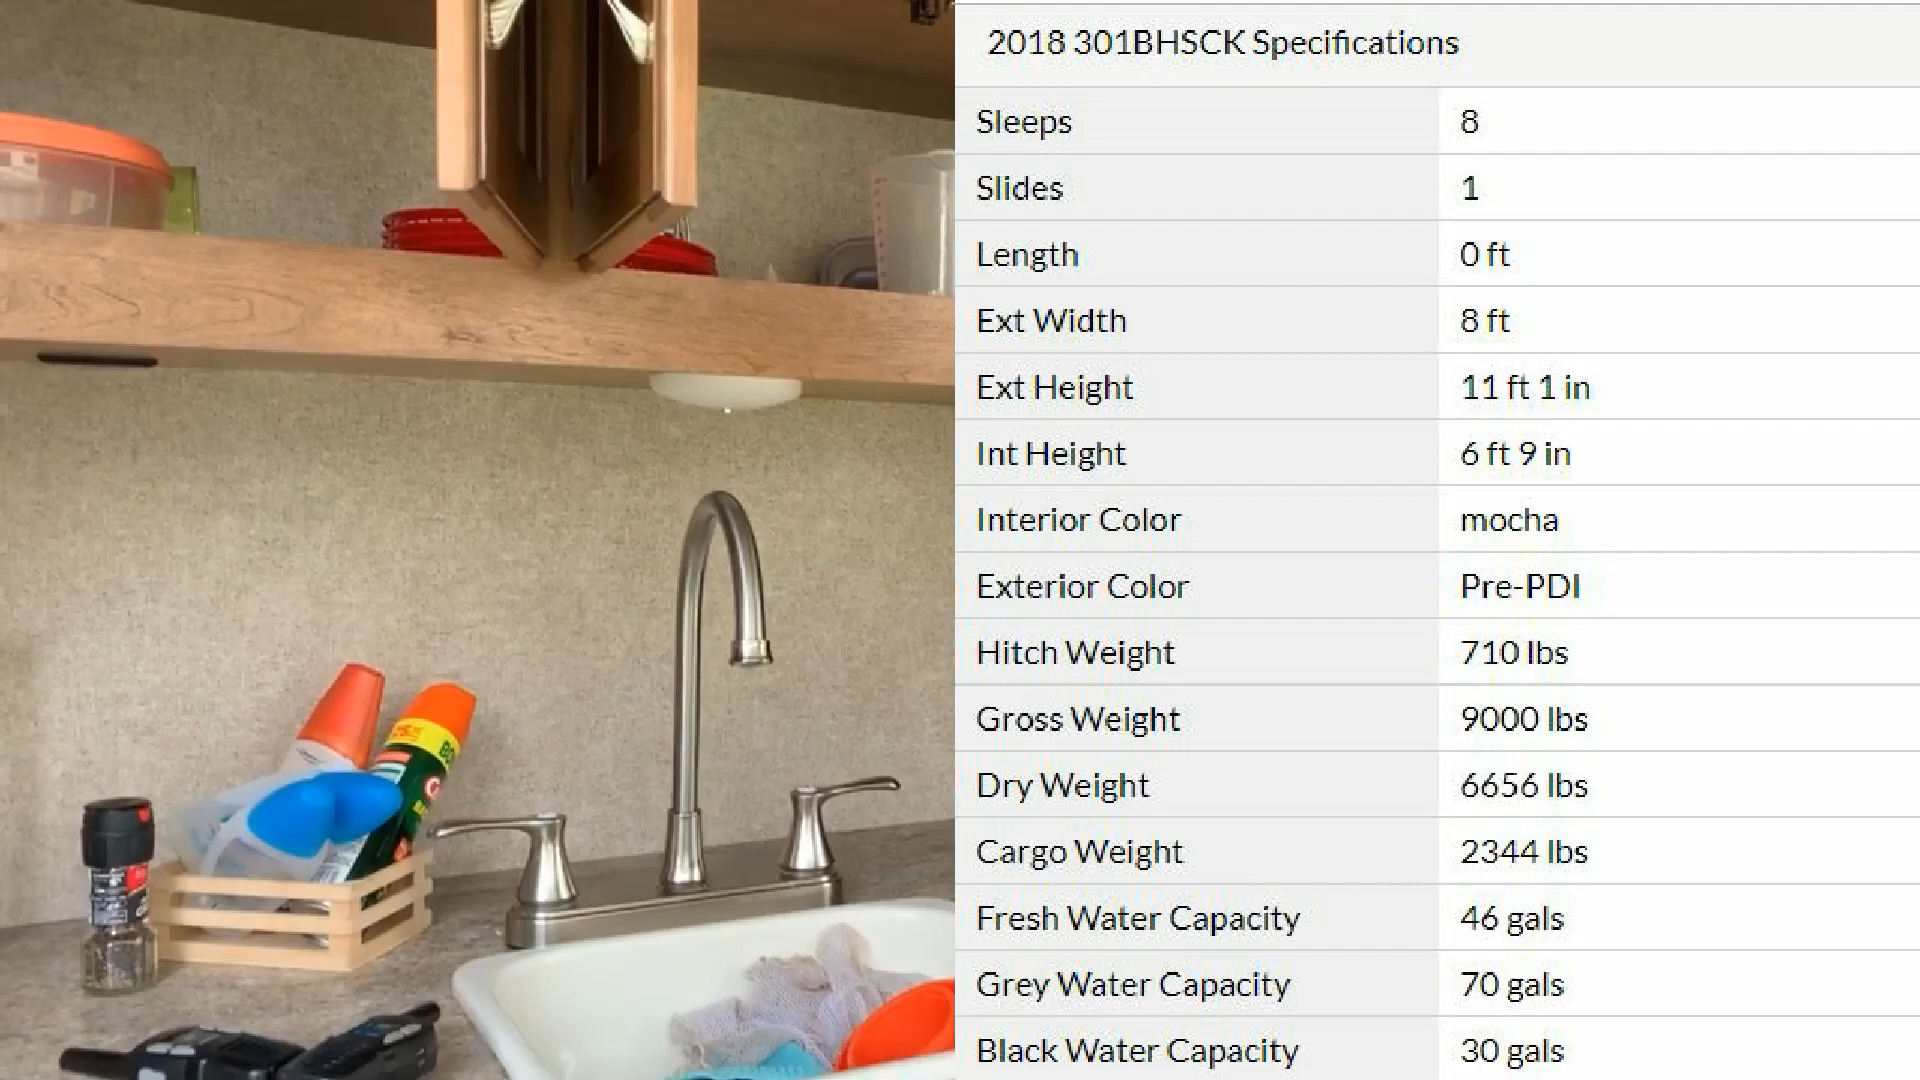 2018 301BHSCK Specifications
Sleeps 8
Slides 1
Length 0 ft
Ext Width 8 ft
Ext Height 11 ft 1 in
Int Height 6 ft 9 in
Interior Color mocha
Exterior Color Pre-PDI
Hitch Weight 710 lbs
Gross Weight 9000 lbs
Dry Weight 6656 lbs
Cargo Weight 2344 lbs
Fresh Water Capacity 46 gals
Grey Water Capacity 70 gals
Black Water Capacity 30 gals